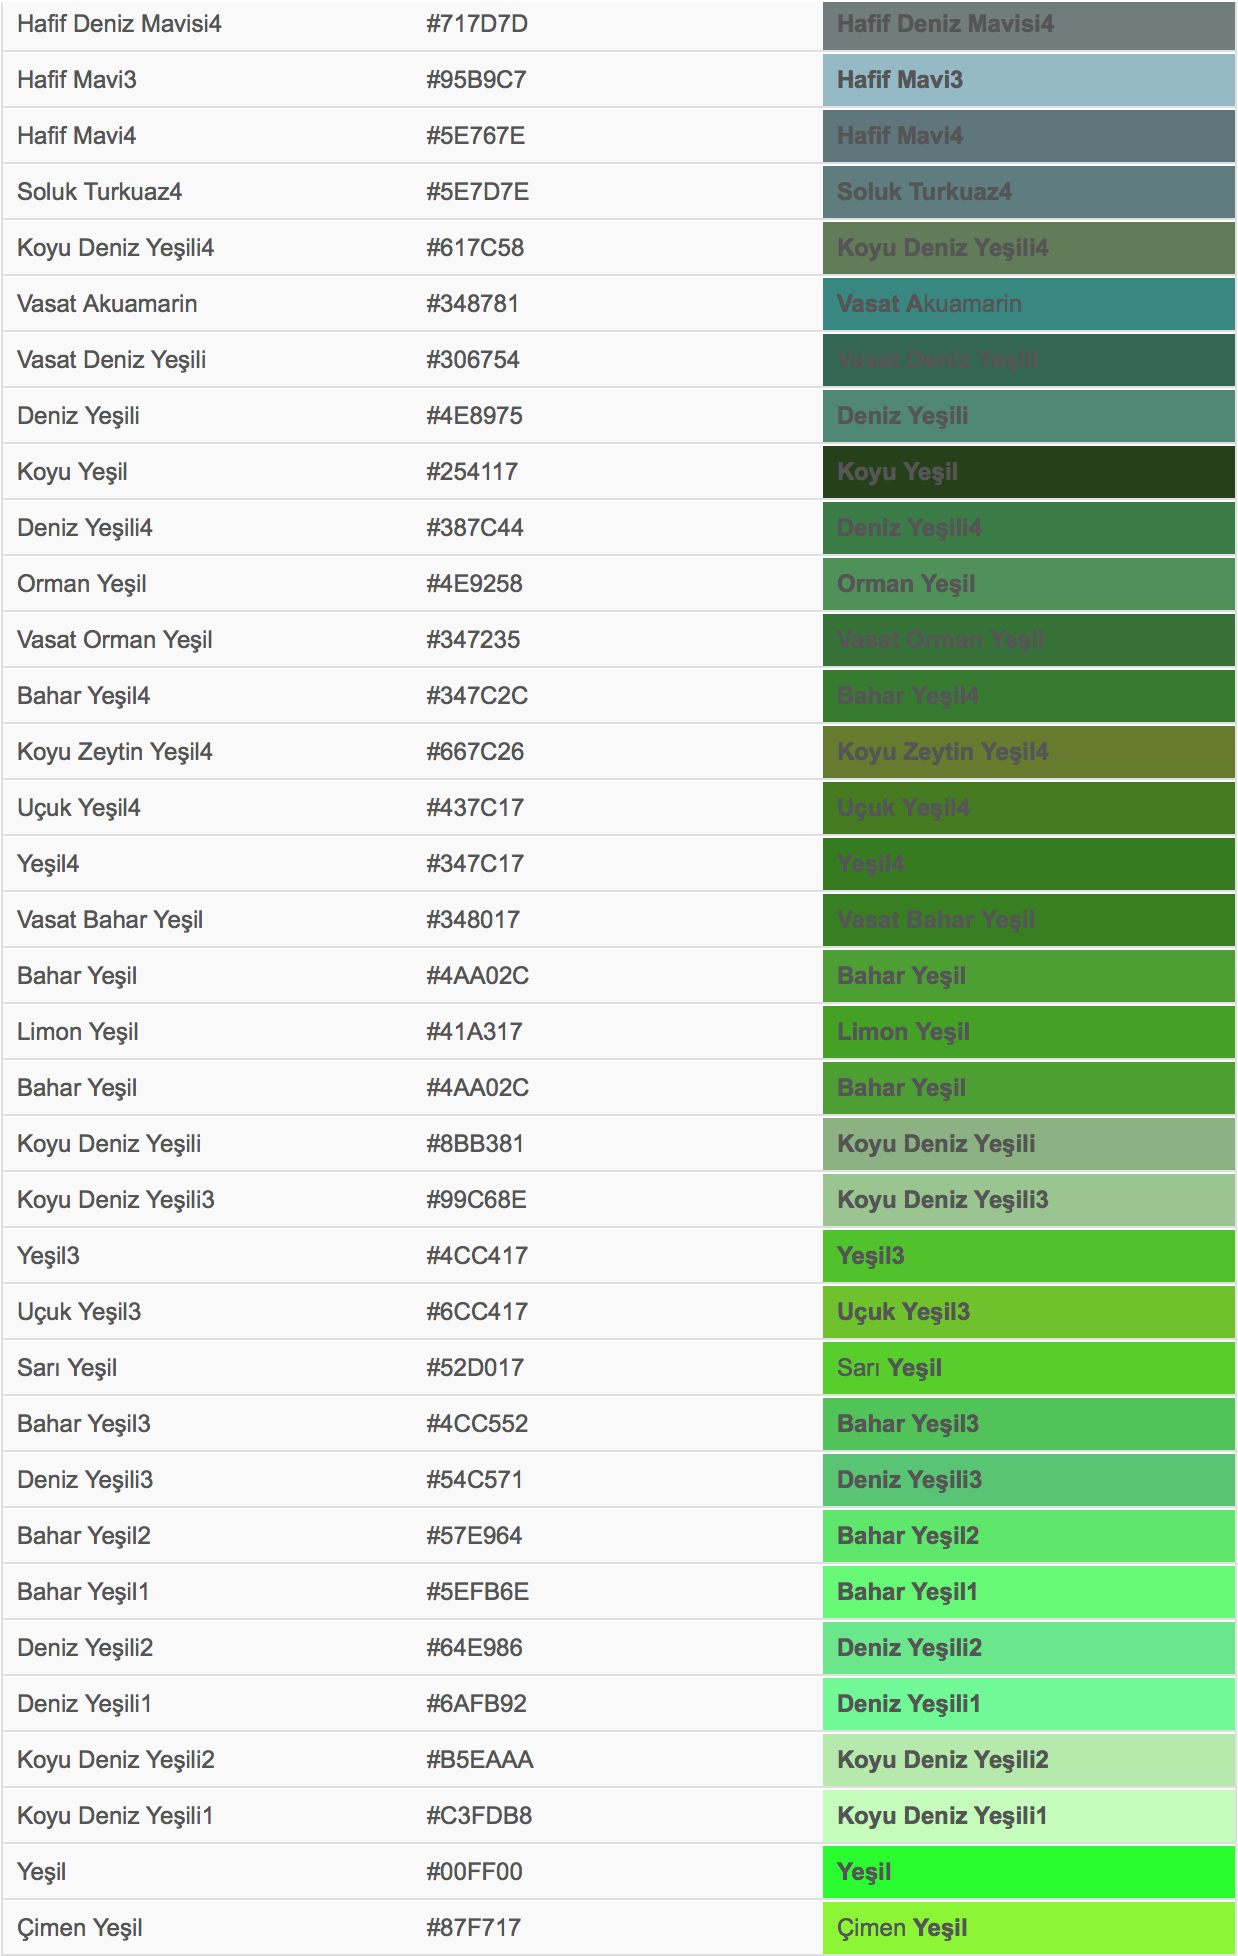 Hafif Deniz Mavisi4 #717D7D Hafif Deniz Mavisi4
Hafif Mavi3 #95B9C7 Hafif Mavi3
Hafif Mavi4 #5E767E Hafif Mavi4
Soluk Turkuaz4 #5E7D7E Soluk Turkuaz4
Koyu Deniz Yeşili4 #617C58 Koyu Deniz Yeşili4
Vasat Akuamarin #348781 Vasat Akuamarin
Vasat Deniz Yeşili #306754 Vasat Deniz Yeşili
Deniz Yeşili #4E8975 Deniz Yeşili
Koyu Yeşil #254117 Koyu Yeşil
Deniz Yeşili4 #387C44 Deniz Yeşili4
Orman Yeşil #4E9258 Orman Yeşil
Vasat Orman Yeşil #347235 Vasat Orman Yeşil
Bahar Yeşil4 #347C2C Bahar Yeşil4
Koyu Zeytin Yeşil4 #667C26 Koyu Zeytin Yeşil4
Uçuk Yeşil4 #437C17 Uçuk Yeşil4
Yeşil4 #347C17 Yeşil4
Vasat Bahar Yeşil #348017 Vasat Bahar Yeşil
Bahar Yeşil #4AA02C Bahar Yeşil
Limon Yeşil #41A317 Limon Yeşil
Bahar Yeşil #4AA02C Bahar Yeşil
Koyu Deniz Yeşili #8BB381 Koyu Deniz Yeşili
Koyu Deniz Yeşili3 #99C68E Koyu Deniz Yeşili3
Yeşil3 #4CC417 Yeşil3
Uçuk Yeşil3 #6CC417 Uçuk Yeşil3
Sarı Yeşil #52D017 Sarı Yeşil
Bahar Yeşil3 #4CC552 Bahar Yeşil3
Deniz Yeşili3 #54C571 Deniz Yeşili3
Bahar Yeşil2 #57E964 Bahar Yeşil2
Bahar Yeşil1 #5EFB6E Bahar Yeşil1
Deniz Yeşili2 #64E986 Deniz Yeşili2
Deniz Yeşili1 #6AFB92 Deniz Yeşili1
Koyu Deniz Yeşili2 #B5EAAA Koyu Deniz Yeşili2
Koyu Deniz Yeşili1 #C3FDB8 Koyu Deniz Yeşili1
Yeşil #00FF00 Yeşil
Çimen Yeşil #87F717 Çimen Yeşil